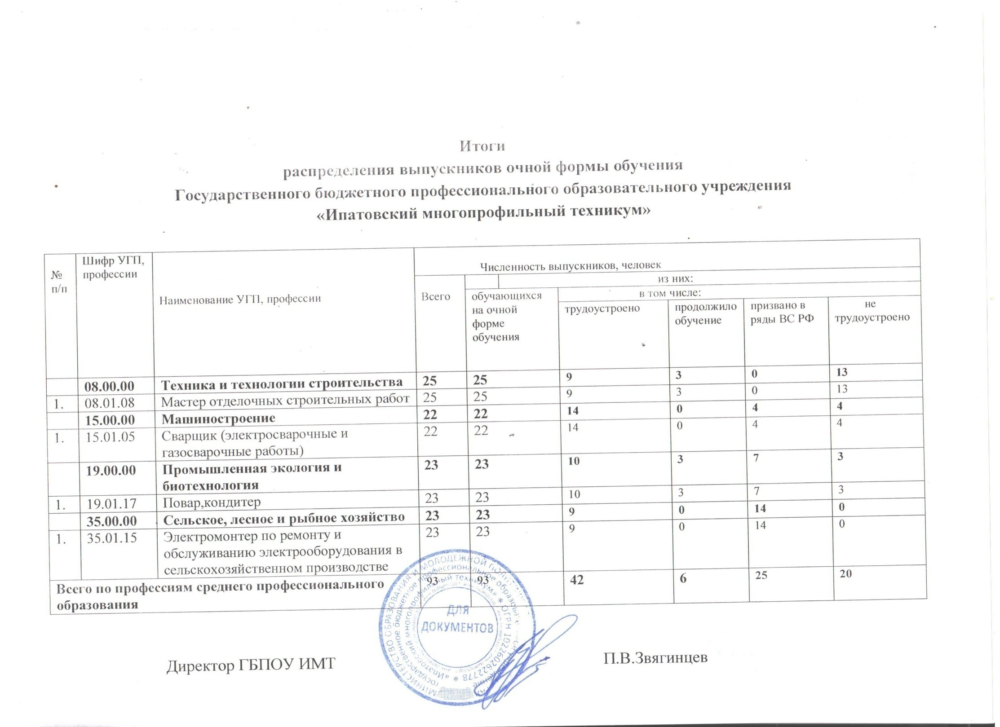 Итоги
распределения выпускников очной формы обучения
Государственного бюджетного профессионального образовательного учреждения
«Ипатовский многопрофильный техникум»
№ п/п
Шифр УГП, профессии
Наименование УГП, профессии
Численность выпускников, человек
Всего
из них:
обучающихся на очной форме обучения
в том числе:
трудоустроено
продолжило обучение
призвано в ряды ВС РФ
не трудоустроено
08.00.00 Техника и технологии строительства 25 25 9 3 0 13
1. 08.01.08 Мастер отделочных строительных работ 25 25 9 3 0 13
15.00.00 Машиностроение 22 22 14 0 4 4
1. 15.01.05 Сварщик (электросварочные и 22 22 14 0 4 4
газосварочные работы)
19.00.00 Промышленная экология и 23 23 10 3 7 3
биотехнология
1. 19.01.17 Повар,кондитер 23 23 10 3 7 3
35.00.00 Сельское, лесное и рыбное хозяйство 23 23 9 0 14 0
1. 35.01.15 Электромонтер по ремонту и 23 23 9 0 14 0
обслуживанию электрооборудования в
сельскохозяйственном производстве
Всего по профессиям среднего профессионального 93 93 42 6 25 20
образования
МИНИСТЕРСТВО ОБРАЗОВАНИЯ И МОЛОДЕЖНОЙ
государственное бюджетное профессиональное
«Ипатовский многопрофильный техникум» * ОГРН 1022602622778 *
ДЛЯ
ДОКУМЕНТОВ
Директор ГБПОУ ИМТ П.В.Звягинцев